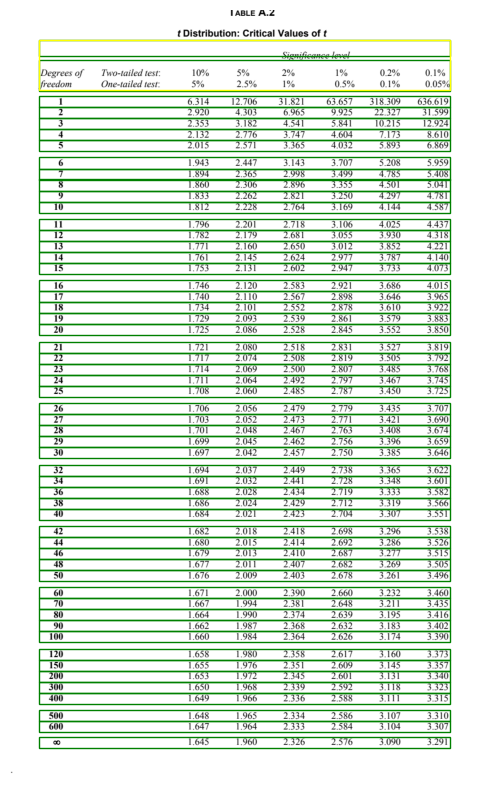 TABLE A.2
t Distribution: Critical Values of t
Significance level
Degrees of Two-tailed test: 10% 5% 2% 1% 0.2% 0.1%
freedom One-tailed test: 5% 2.5% 1% 0.5% 0.1% 0.05%
1 6.314 12.706 31.821 63.657 318.309 636.619
2 2.920 4.303 6.965 9.925 22.327 31.599
3 2.353 3.182 4.541 5.841 10.215 12.924
4 2.132 2.776 3.747 4.604 7.173 8.610
5 2.015 2.571 3.365 4.032 5.893 6.869
6 1.943 2.447 3.143 3.707 5.208 5.959
7 1.894 2.365 2.998 3.499 4.785 5.408
8 1.860 2.306 2.896 3.355 4.501 5.041
9 1.833 2.262 2.821 3.250 4.297 4.781
10 1.812 2.228 2.764 3.169 4.144 4.587
11 1.796 2.201 2.718 3.106 4.025 4.437
12 1.782 2.179 2.681 3.055 3.930 4.318
13 1.771 2.160 2.650 3.012 3.852 4.221
14 1.761 2.145 2.624 2.977 3.787 4.140
15 1.753 2.131 2.602 2.947 3.733 4.073
16 1.746 2.120 2.583 2.921 3.686 4.015
17 1.740 2.110 2.567 2.898 3.646 3.965
18 1.734 2.101 2.552 2.878 3.610 3.922
19 1.729 2.093 2.539 2.861 3.579 3.883
20 1.725 2.086 2.528 2.845 3.552 3.850
21 1.721 2.080 2.518 2.831 3.527 3.819
22 1.717 2.074 2.508 2.819 3.505 3.792
23 1.714 2.069 2.500 2.807 3.485 3.768
24 1.711 2.064 2.492 2.797 3.467 3.745
25 1.708 2.060 2.485 2.787 3.450 3.725
26 1.706 2.056 2.479 2.779 3.435 3.707
27 1.703 2.052 2.473 2.771 3.421 3.690
28 1.701 2.048 2.467 2.763 3.408 3.674
29 1.699 2.045 2.462 2.756 3.396 3.659
30 1.697 2.042 2.457 2.750 3.385 3.646
32 1.694 2.037 2.449 2.738 3.365 3.622
34 1.691 2.032 2.441 2.728 3.348 3.601
36 1.688 2.028 2.434 2.719 3.333 3.582
38 1.686 2.024 2.429 2.712 3.319 3.566
40 1.684 2.021 2.423 2.704 3.307 3.551
42 1.682 2.018 2.418 2.698 3.296 3.538
44 1.680 2.015 2.414 2.692 3.286 3.526
46 1.679 2.013 2.410 2.687 3.277 3.515
48 1.677 2.011 2.407 2.682 3.269 3.505
50 1.676 2.009 2.403 2.678 3.261 3.496
60 1.671 2.000 2.390 2.660 3.232 3.460
70 1.667 1.994 2.381 2.648 3.211 3.435
80 1.664 1.990 2.374 2.639 3.195 3.416
90 1.662 1.987 2.368 2.632 3.183 3.402
100 1.660 1.984 2.364 2.626 3.174 3.390
120 1.658 1.980 2.358 2.617 3.160 3.373
150 1.655 1.976 2.351 2.609 3.145 3.357
200 1.653 1.972 2.345 2.601 3.131 3.340
300 1.650 1.968 2.339 2.592 3.118 3.323
400 1.649 1.966 2.336 2.588 3.111 3.315
500 1.648 1.965 2.334 2.586 3.107 3.310
600 1.647 1.964 2.333 2.584 3.104 3.307
∞ 1.645 1.960 2.326 2.576 3.090 3.291